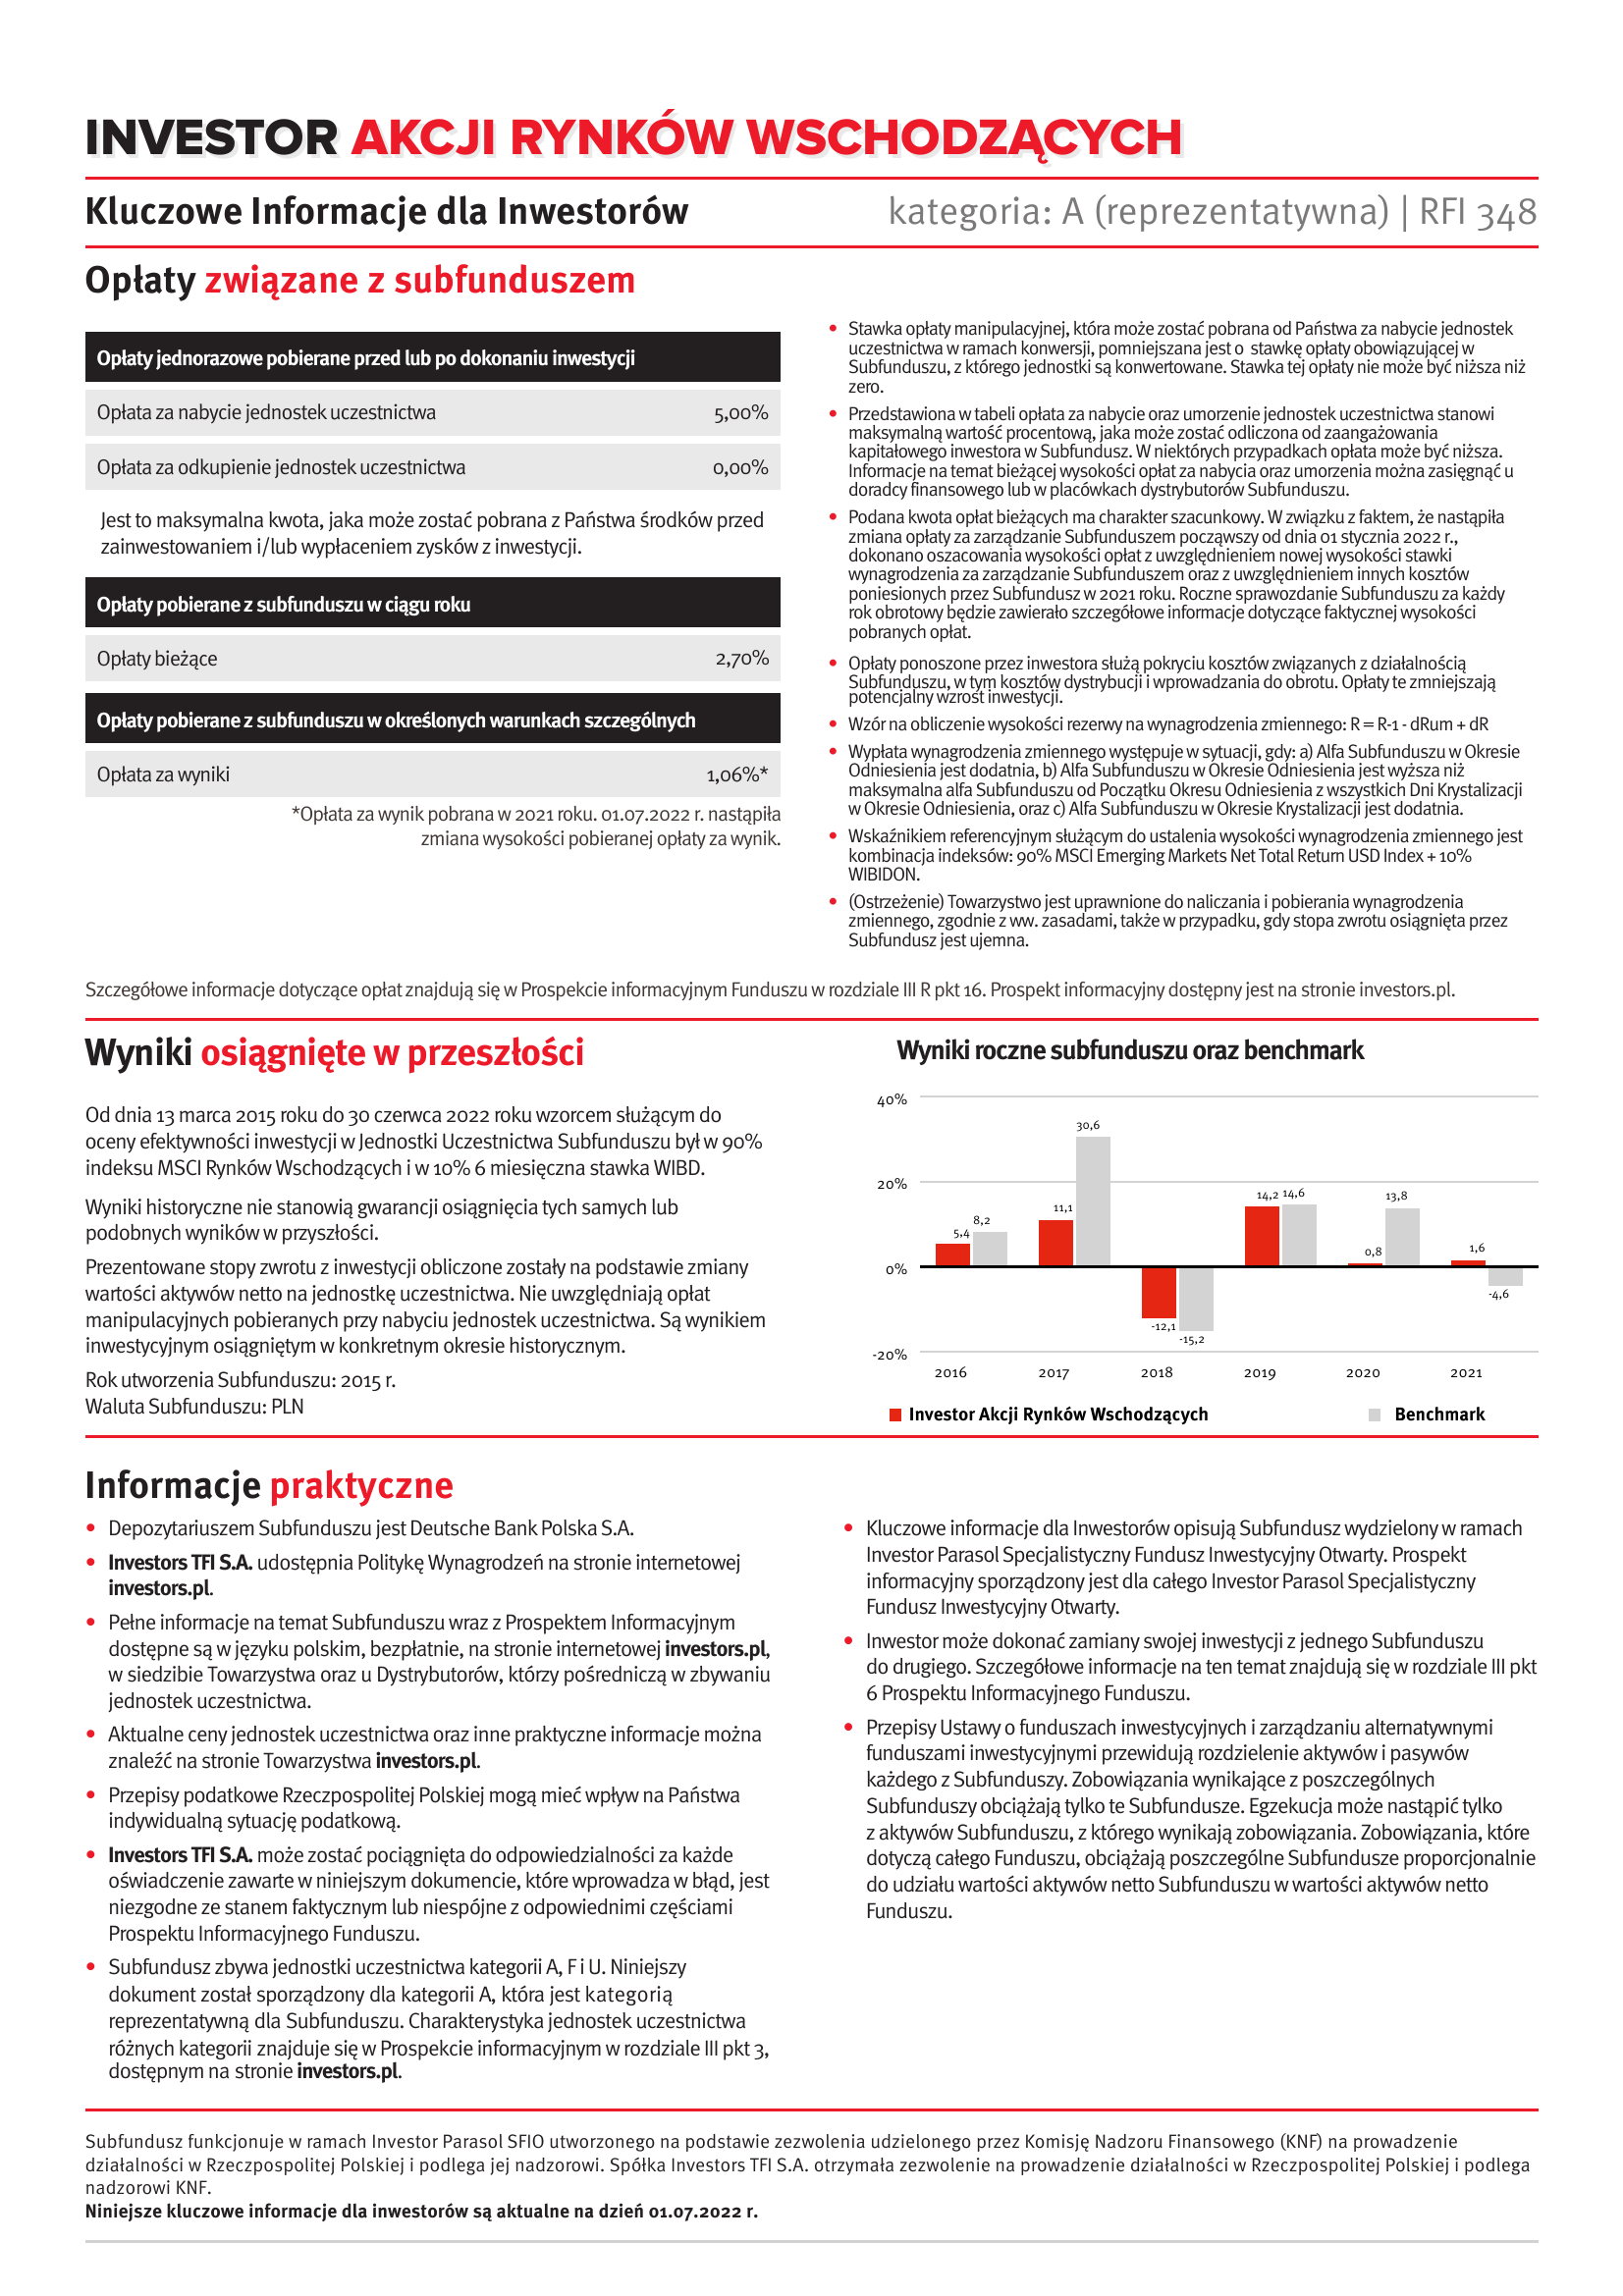 INVESTOR AKCJI RYNKÓW WSCHODZĄCYCH
Kluczowe Informacje dla Inwestorów
kategoria: A (reprezentatywna) | RFI 348
Opłaty związane z subfunduszem
Opłaty jednorazowe pobierane przed lub po dokonaniu inwestycji
Opłata za nabycie jednostek uczestnictwa 5,00%
Opłata za odkupienie jednostek uczestnictwa 0,00%
Jest to maksymalna kwota, jaka może zostać pobrana z Państwa środków przed
zainwestowaniem i/lub wypłaceniem zysków z inwestycji.
Opłaty pobierane z subfunduszu w ciągu roku
Opłaty bieżące 2,70%
Opłaty pobierane z subfunduszu w określonych warunkach szczególnych
Opłata za wyniki 1,06%*
*Opłata za wynik pobrana w 2021 roku. 01.07.2022 r. nastąpiła
zmiana wysokości pobieranej opłaty za wynik.
• Stawka opłaty manipulacyjnej, która może zostać pobrana od Państwa za nabycie jednostek
uczestnictwa w ramach konwersji, pomniejszana jest o stawkę opłaty obowiązującej w
Subfunduszu, z którego jednostki są konwertowane. Stawka tej opłaty nie może być niższa niż
zero.
• Przedstawiona w tabeli opłata za nabycie oraz umorzenie jednostek uczestnictwa stanowi
maksymalną wartość procentową, jaka może zostać odliczona od zaangażowania
kapitałowego inwestora w Subfundusz. W niektórych przypadkach opłata może być niższa.
Informacje na temat bieżącej wysokości opłat za nabycia oraz umorzenia można zasięgnąć u
doradcy finansowego lub w placówkach dystrybutorów Subfunduszu.
• Podana kwota opłat bieżących ma charakter szacunkowy. W związku z faktem, że nastąpiła
zmiana opłaty za zarządzanie Subfunduszem począwszy od dnia 01 stycznia 2022 r.,
dokonano oszacowania wysokości opłat z uwzględnieniem nowej wysokości stawki
wynagrodzenia za zarządzanie Subfunduszem oraz z uwzględnieniem innych kosztów
poniesionych przez Subfundusz w 2021 roku. Roczne sprawozdanie Subfunduszu za każdy
rok obrotowy będzie zawierało szczegółowe informacje dotyczące faktycznej wysokości
pobranych opłat.
• Opłaty ponoszone przez inwestora służą pokryciu kosztów związanych z działalnością
Subfunduszu, w tym kosztów dystrybucji i wprowadzania do obrotu. Opłaty te zmniejszają
potencjalny wzrost inwestycji.
• Wzór na obliczenie wysokości rezerwy na wynagrodzenia zmiennego: R = R-1 - dRum + dR
• Wypłata wynagrodzenia zmiennego występuje w sytuacji, gdy: a) Alfa Subfunduszu w Okresie
Odniesienia jest dodatnia, b) Alfa Subfunduszu w Okresie Odniesienia jest wyższa niż
maksymalna alfa Subfunduszu od Początku Okresu Odniesienia z wszystkich Dni Krystalizacji
w Okresie Odniesienia, oraz c) Alfa Subfunduszu w Okresie Krystalizacji jest dodatnia.
• Wskaźnikiem referencyjnym służącym do ustalenia wysokości wynagrodzenia zmiennego jest
kombinacja indeksów: 90% MSCI Emerging Markets Net Total Return USD Index + 10%
WIBIDON.
• (Ostrzeżenie) Towarzystwo jest uprawnione do naliczania i pobierania wynagrodzenia
zmiennego, zgodnie z ww. zasadami, także w przypadku, gdy stopa zwrotu osiągnięta przez
Subfundusz jest ujemna.
Szczegółowe informacje dotyczące opłat znajdują się w Prospekcie informacyjnym Funduszu w rozdziale III R pkt 16. Prospekt informacyjny dostępny jest na stronie investors.pl.
Wyniki osiągnięte w przeszłości
Od dnia 13 marca 2015 roku do 30 czerwca 2022 roku wzorcem służącym do
oceny efektywności inwestycji w Jednostki Uczestnictwa Subfunduszu był w 90%
indeksu MSCI Rynków Wschodzących i w 10% 6 miesięczna stawka WIBD.
Wyniki historyczne nie stanowią gwarancji osiągnięcia tych samych lub
podobnych wyników w przyszłości.
Prezentowane stopy zwrotu z inwestycji obliczone zostały na podstawie zmiany
wartości aktywów netto na jednostkę uczestnictwa. Nie uwzględniają opłat
manipulacyjnych pobieranych przy nabyciu jednostek uczestnictwa. Są wynikiem
inwestycyjnym osiągniętym w konkretnym okresie historycznym.
Rok utworzenia Subfunduszu: 2015 r.
Waluta Subfunduszu: PLN
Wyniki roczne subfunduszu oraz benchmark
40%
20%
0%
-20%
5,4 8,2
11,1 30,6
-12,1 -15,2
14,2 14,6
0,8 13,8
1,6 -4,6
2016 2017 2018 2019 2020 2021
Investor Akcji Rynków Wschodzących
Benchmark
Informacje praktyczne
• Depozytariuszem Subfunduszu jest Deutsche Bank Polska S.A.
• Investors TFI S.A. udostępnia Politykę Wynagrodzeń na stronie internetowej
investors.pl.
• Pełne informacje na temat Subfunduszu wraz z Prospektem Informacyjnym
dostępne są w języku polskim, bezpłatnie, na stronie internetowej investors.pl,
w siedzibie Towarzystwa oraz u Dystrybutorów, którzy pośredniczą w zbywaniu
jednostek uczestnictwa.
• Aktualne ceny jednostek uczestnictwa oraz inne praktyczne informacje można
znaleźć na stronie Towarzystwa investors.pl.
• Przepisy podatkowe Rzeczpospolitej Polskiej mogą mieć wpływ na Państwa
indywidualną sytuację podatkową.
• Investors TFI S.A. może zostać pociągnięta do odpowiedzialności za każde
oświadczenie zawarte w niniejszym dokumencie, które wprowadza w błąd, jest
niezgodne ze stanem faktycznym lub niespójne z odpowiednimi częściami
Prospektu Informacyjnego Funduszu.
• Subfundusz zbywa jednostki uczestnictwa kategorii A, F i U. Niniejszy
dokument został sporządzony dla kategorii A, która jest kategorią
reprezentatywną dla Subfunduszu. Charakterystyka jednostek uczestnictwa
różnych kategorii znajduje się w Prospekcie informacyjnym w rozdziale III pkt 3,
dostępnym na stronie investors.pl.
• Kluczowe informacje dla Inwestorów opisują Subfundusz wydzielony w ramach
Investor Parasol Specjalistyczny Fundusz Inwestycyjny Otwarty. Prospekt
informacyjny sporządzony jest dla całego Investor Parasol Specjalistyczny
Fundusz Inwestycyjny Otwarty.
• Inwestor może dokonać zamiany swojej inwestycji z jednego Subfunduszu
do drugiego. Szczegółowe informacje na ten temat znajdują się w rozdziale III pkt
6 Prospektu Informacyjnego Funduszu.
• Przepisy Ustawy o funduszach inwestycyjnych i zarządzaniu alternatywnymi
funduszami inwestycyjnymi przewidują rozdzielenie aktywów i pasywów
każdego z Subfunduszy. Zobowiązania wynikające z poszczególnych
Subfunduszy obciążają tylko te Subfundusze. Egzekucja może nastąpić tylko
z aktywów Subfunduszu, z którego wynikają zobowiązania. Zobowiązania, które
dotyczą całego Funduszu, obciążają poszczególne Subfundusze proporcjonalnie
do udziału wartości aktywów netto Subfunduszu w wartości aktywów netto
Funduszu.
Subfundusz funkcjonuje w ramach Investor Parasol SFIO utworzonego na podstawie zezwolenia udzielonego przez Komisję Nadzoru Finansowego (KNF) na prowadzenie
działalności w Rzeczpospolitej Polskiej i podlega jej nadzorowi. Spółka Investors TFI S.A. otrzymała zezwolenie na prowadzenie działalności w Rzeczpospolitej Polskiej i podlega
nadzorowi KNF.
Niniejsze kluczowe informacje dla inwestorów są aktualne na dzień 01.07.2022 r.